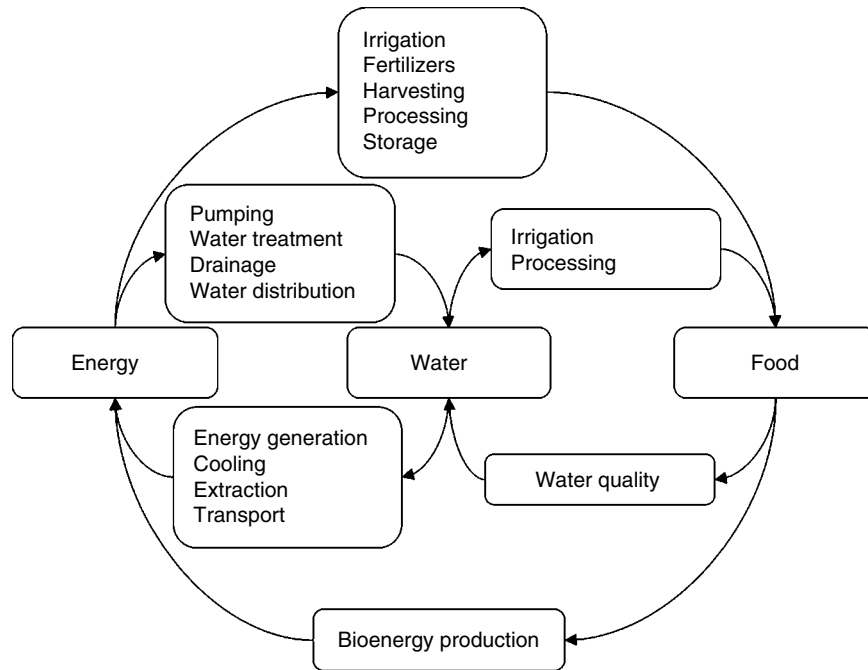 Irrigation
Fertilizers
Harvesting
Processing
Storage
Pumping
Water treatment
Drainage
Water distribution
Irrigation
Processing
Energy
Water
Food
Energy generation
Cooling
Extraction
Transport
Water quality
Bioenergy production